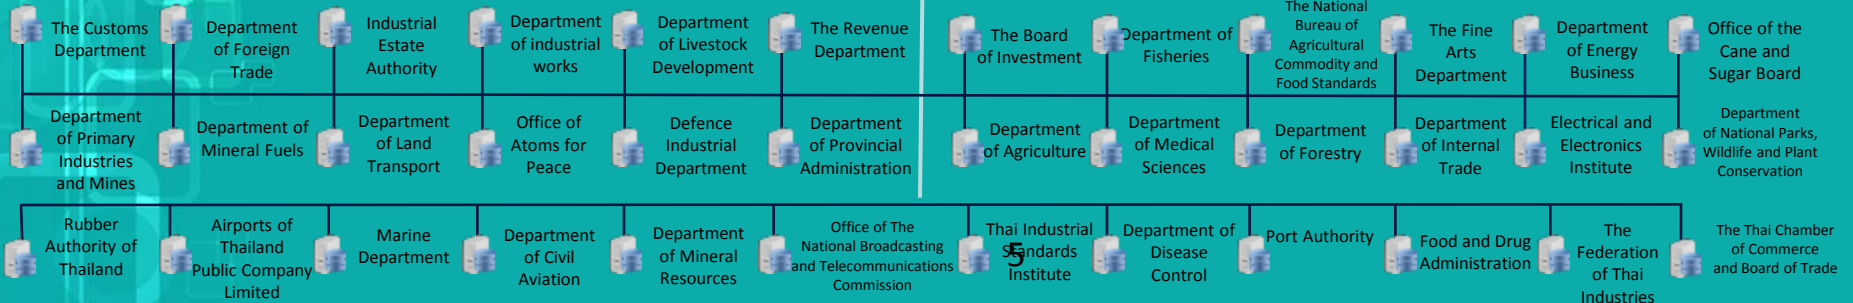 The Customs
Department
Department
of Foreign
Trade
Industrial
Estate
Authority
Department
of industrial
works
Department
of Livestock
Development
The Revenue
Department
The Board
of Investment
Department of
Fisheries
The National
Bureau of
Agricultural
Commodity and
Food Standards
The Fine
Arts
Department
Department
of Energy
Business
Office of the
Cane and
Sugar Board
Department
of Primary
Industries
and Mines
Department of
Mineral Fuels
Department
of Land
Transport
Office of
Atoms for
Peace
Defence
Industrial
Department
Department
of Provincial
Administration
Department
of Agriculture
Department
of Medical
Sciences
Department
of Forestry
Department
of Internal
Trade
Electrical and
Electronics
Institute
Department
of National Parks,
Wildlife and Plant
Conservation
Rubber
Authority of
Thailand
Airports of
Thailand
Public Company
Limited
Marine
Department
Department
of Civil
Aviation
Department
of Mineral
Resources
Office of The
National Broadcasting
and Telecommunications
Commission
Thai Industrial
Standards
Institute
5
Department of
Disease
Control
Port Authority
Food and Drug
Administration
The
Federation
of Thai
Industries
The Thai Chamber
of Commerce
and Board of Trade